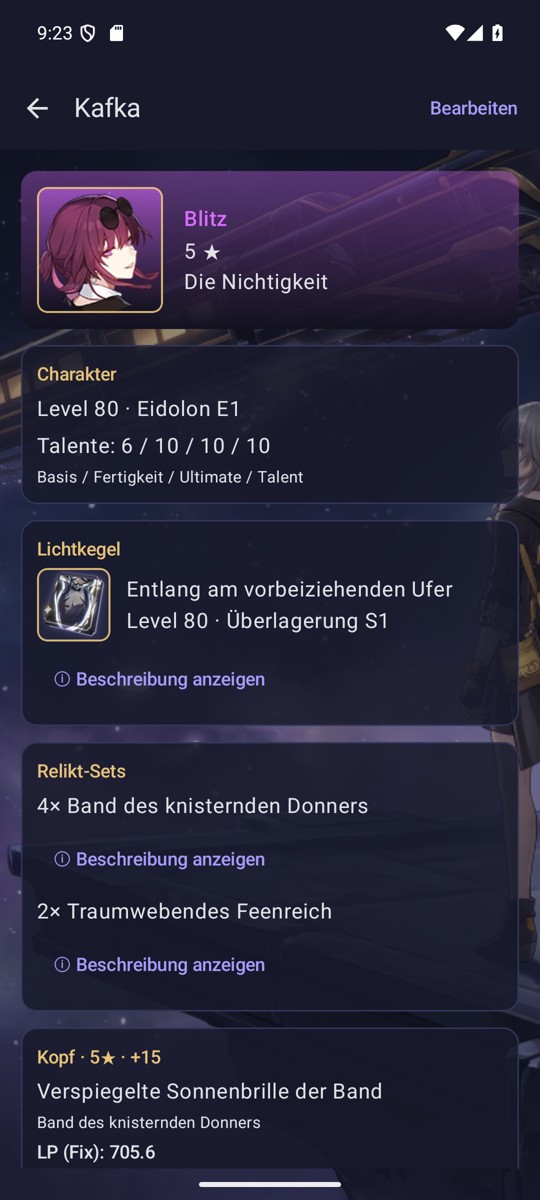 9:23
Kafka
Bearbeiten
Blitz
5 ★
Die Nichtigkeit
Charakter
Level 80 · Eidolon E1
Talente: 6 / 10 / 10 / 10
Basis / Fertigkeit / Ultimate / Talent
Lichtkegel
Entlang am vorbeiziehenden Ufer
Level 80 · Überlagerung S1
ⓘ Beschreibung anzeigen
Relikt-Sets
4× Band des knisternden Donners
ⓘ Beschreibung anzeigen
2× Traumwebendes Feenreich
ⓘ Beschreibung anzeigen
Kopf · 5★ · +15
Verspiegelte Sonnenbrille der Band
Band des knisternden Donners
LP (Fix): 705.6